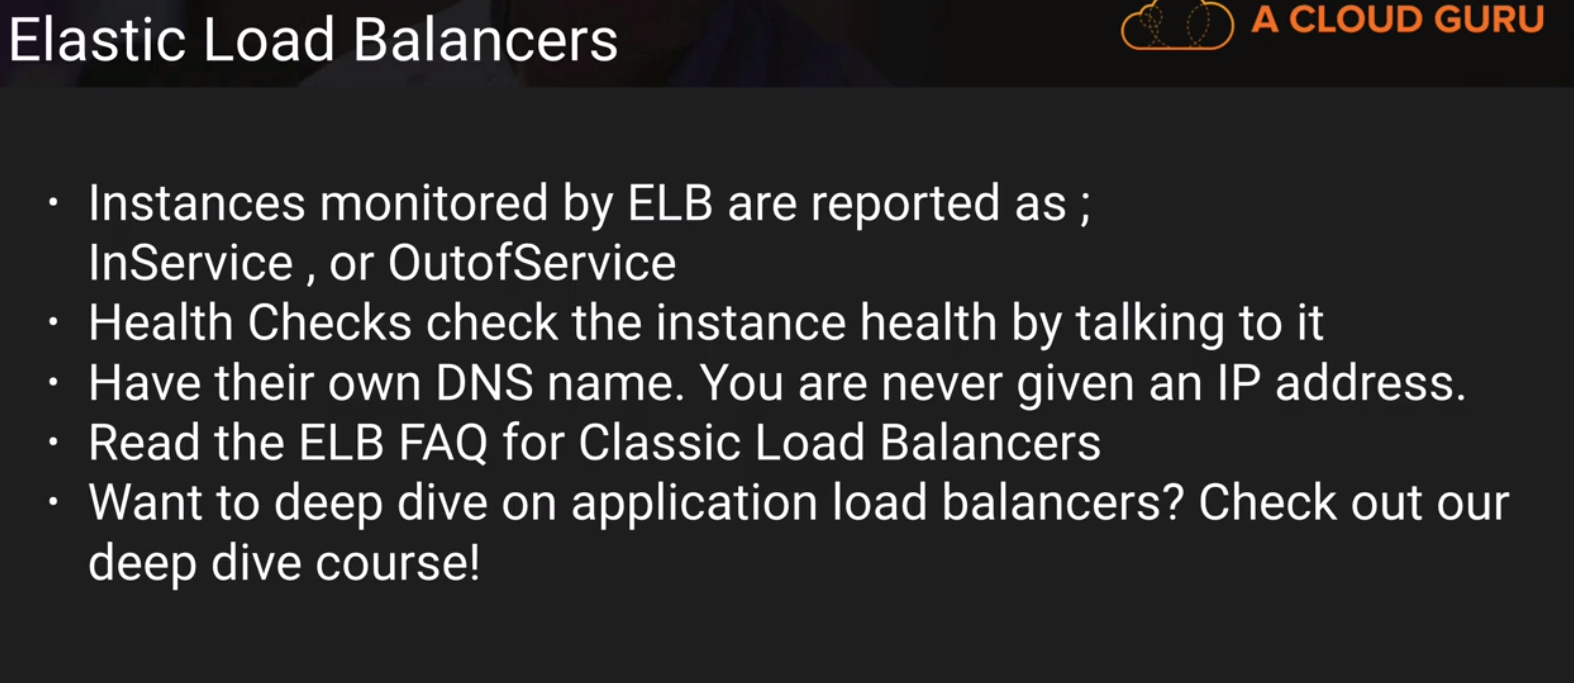 Elastic Load Balancers
A CLOUD GURU
• Instances monitored by ELB are reported as ;
InService , or OutofService
• Health Checks check the instance health by talking to it
• Have their own DNS name. You are never given an IP address.
• Read the ELB FAQ for Classic Load Balancers
• Want to deep dive on application load balancers? Check out our
deep dive course!